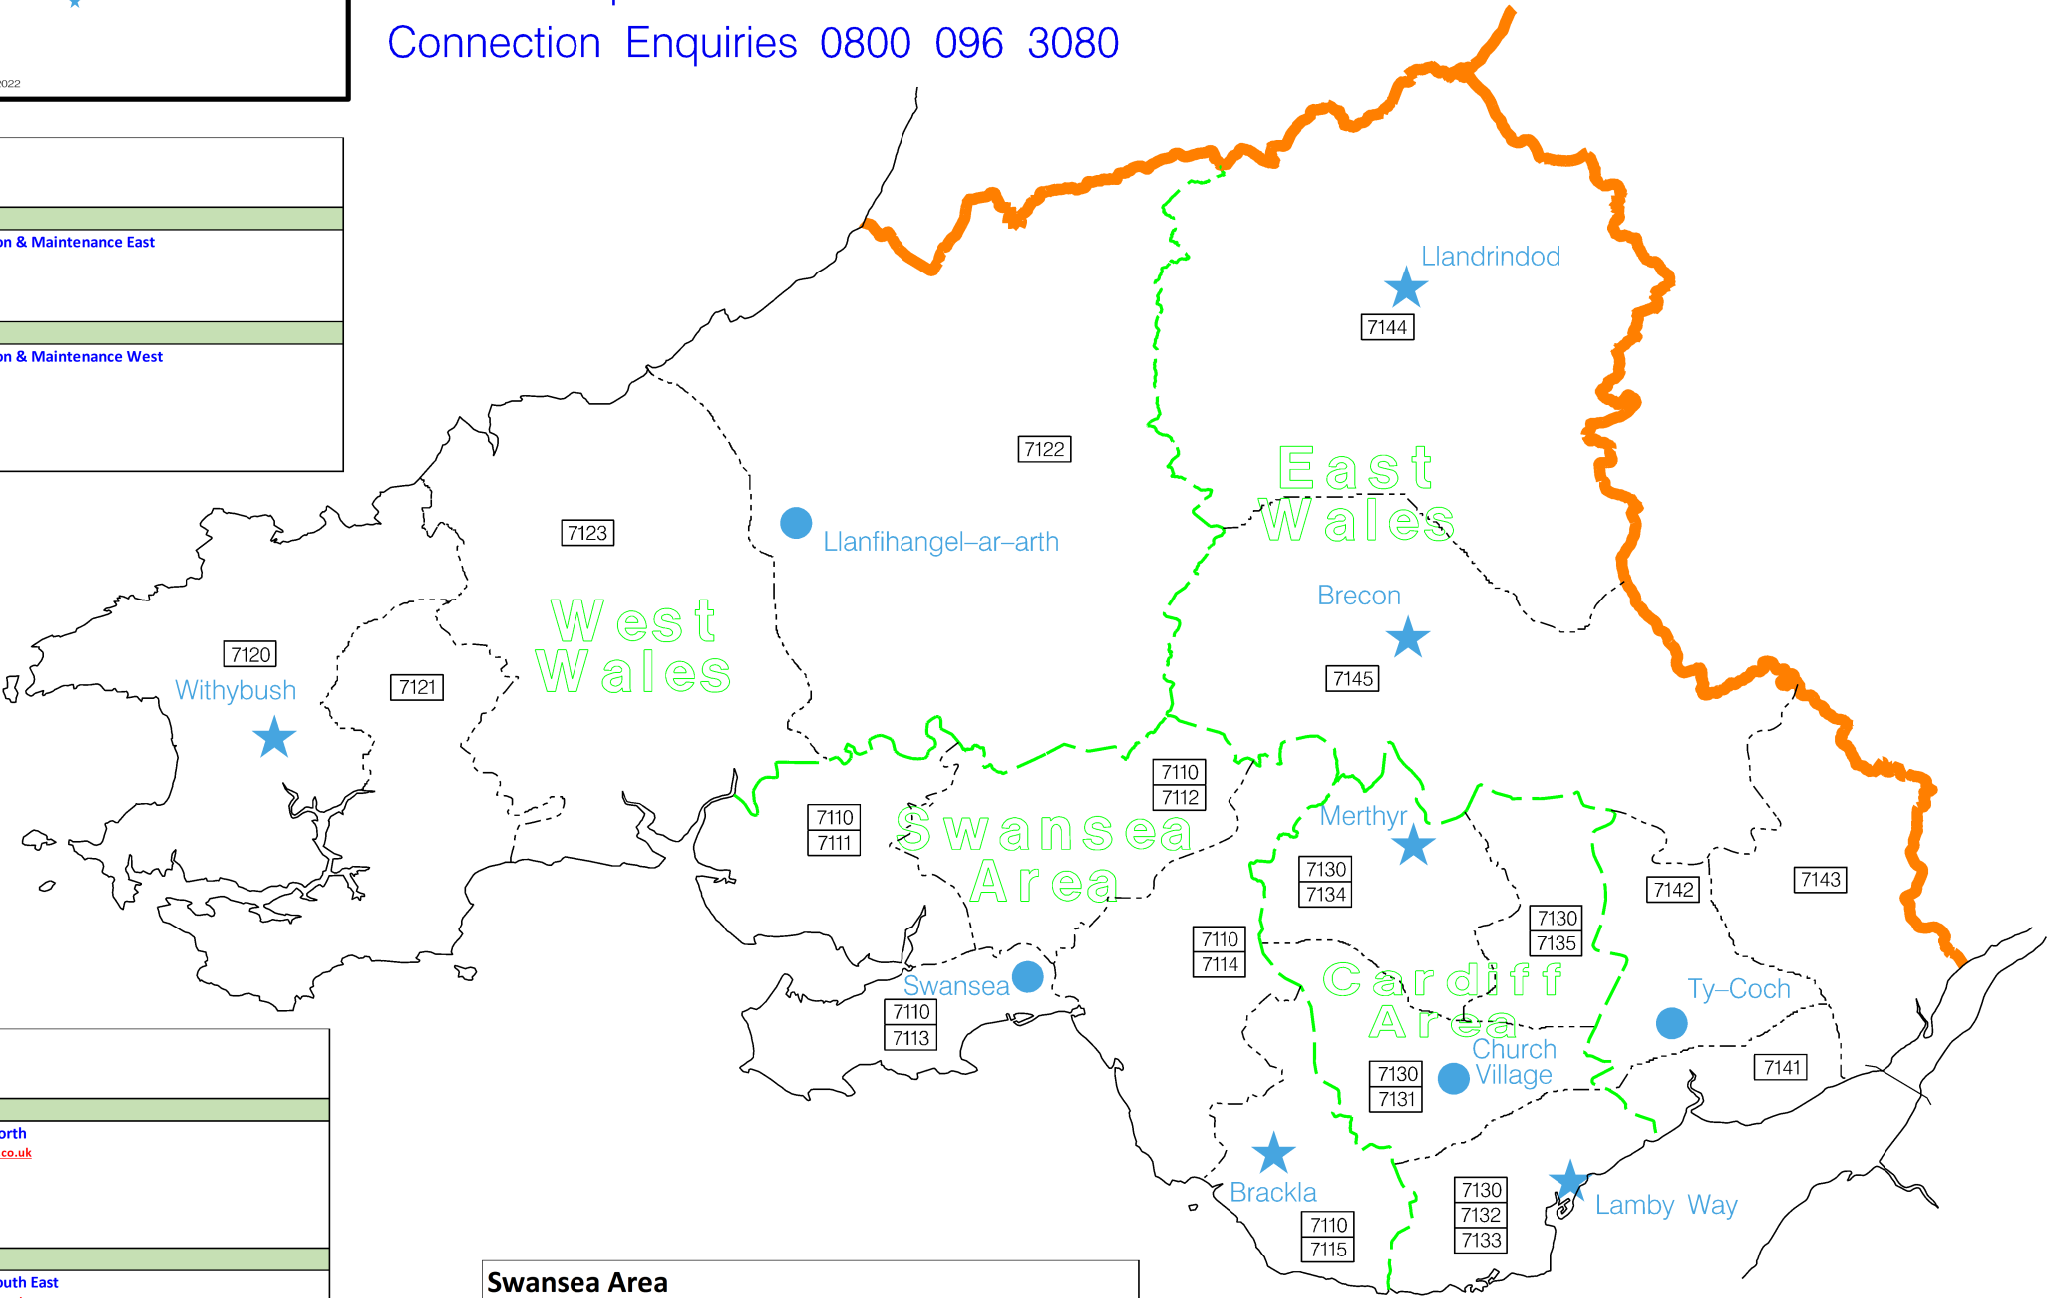 Connection Enquiries 0800 096 3080
2022
on & Maintenance East
on & Maintenance West
Llandrindod
7144
7122
East
Wales
7123
Llanfihangel-ar-arth
Brecon
West
Wales
7120
7121
7145
Withybush
7110
7112
7110
7111
Swansea
Area
Merthyr
7130
7134
7142
7143
7130
7135
7110
7114
Cardiff
Area
Swansea
7110
7113
Ty-Coch
Church
Village
7130
7131
7141
Brackla
Lamby Way
7130
7132
7133
7110
7115
orth
co.uk
outh East
Swansea Area